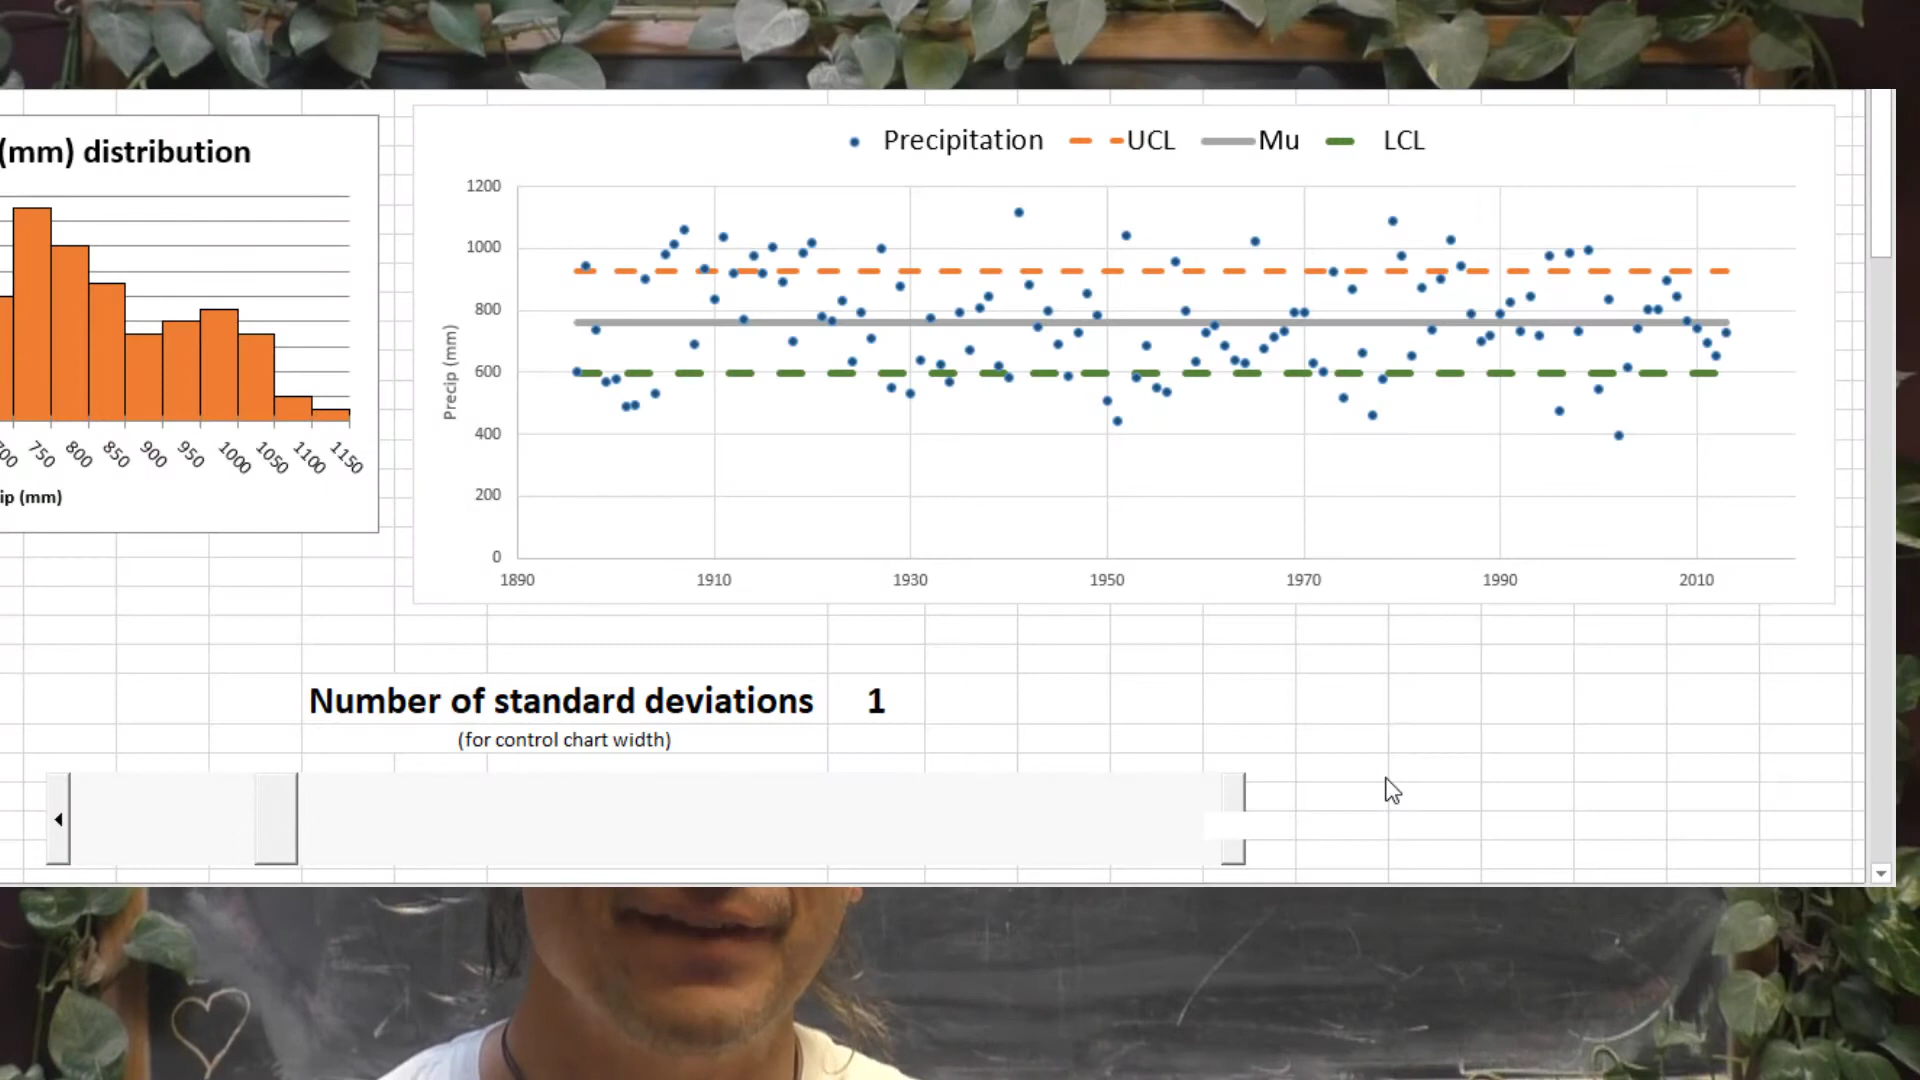 (mm) distribution
750 800 850 900 950 1000 1050 1100 1150
ip (mm)
Precipitation UCL Mu LCL
1200
1000
800
600
400
200
0
Precip (mm)
1890 1910 1930 1950 1970 1990 2010
Number of standard deviations 1
(for control chart width)